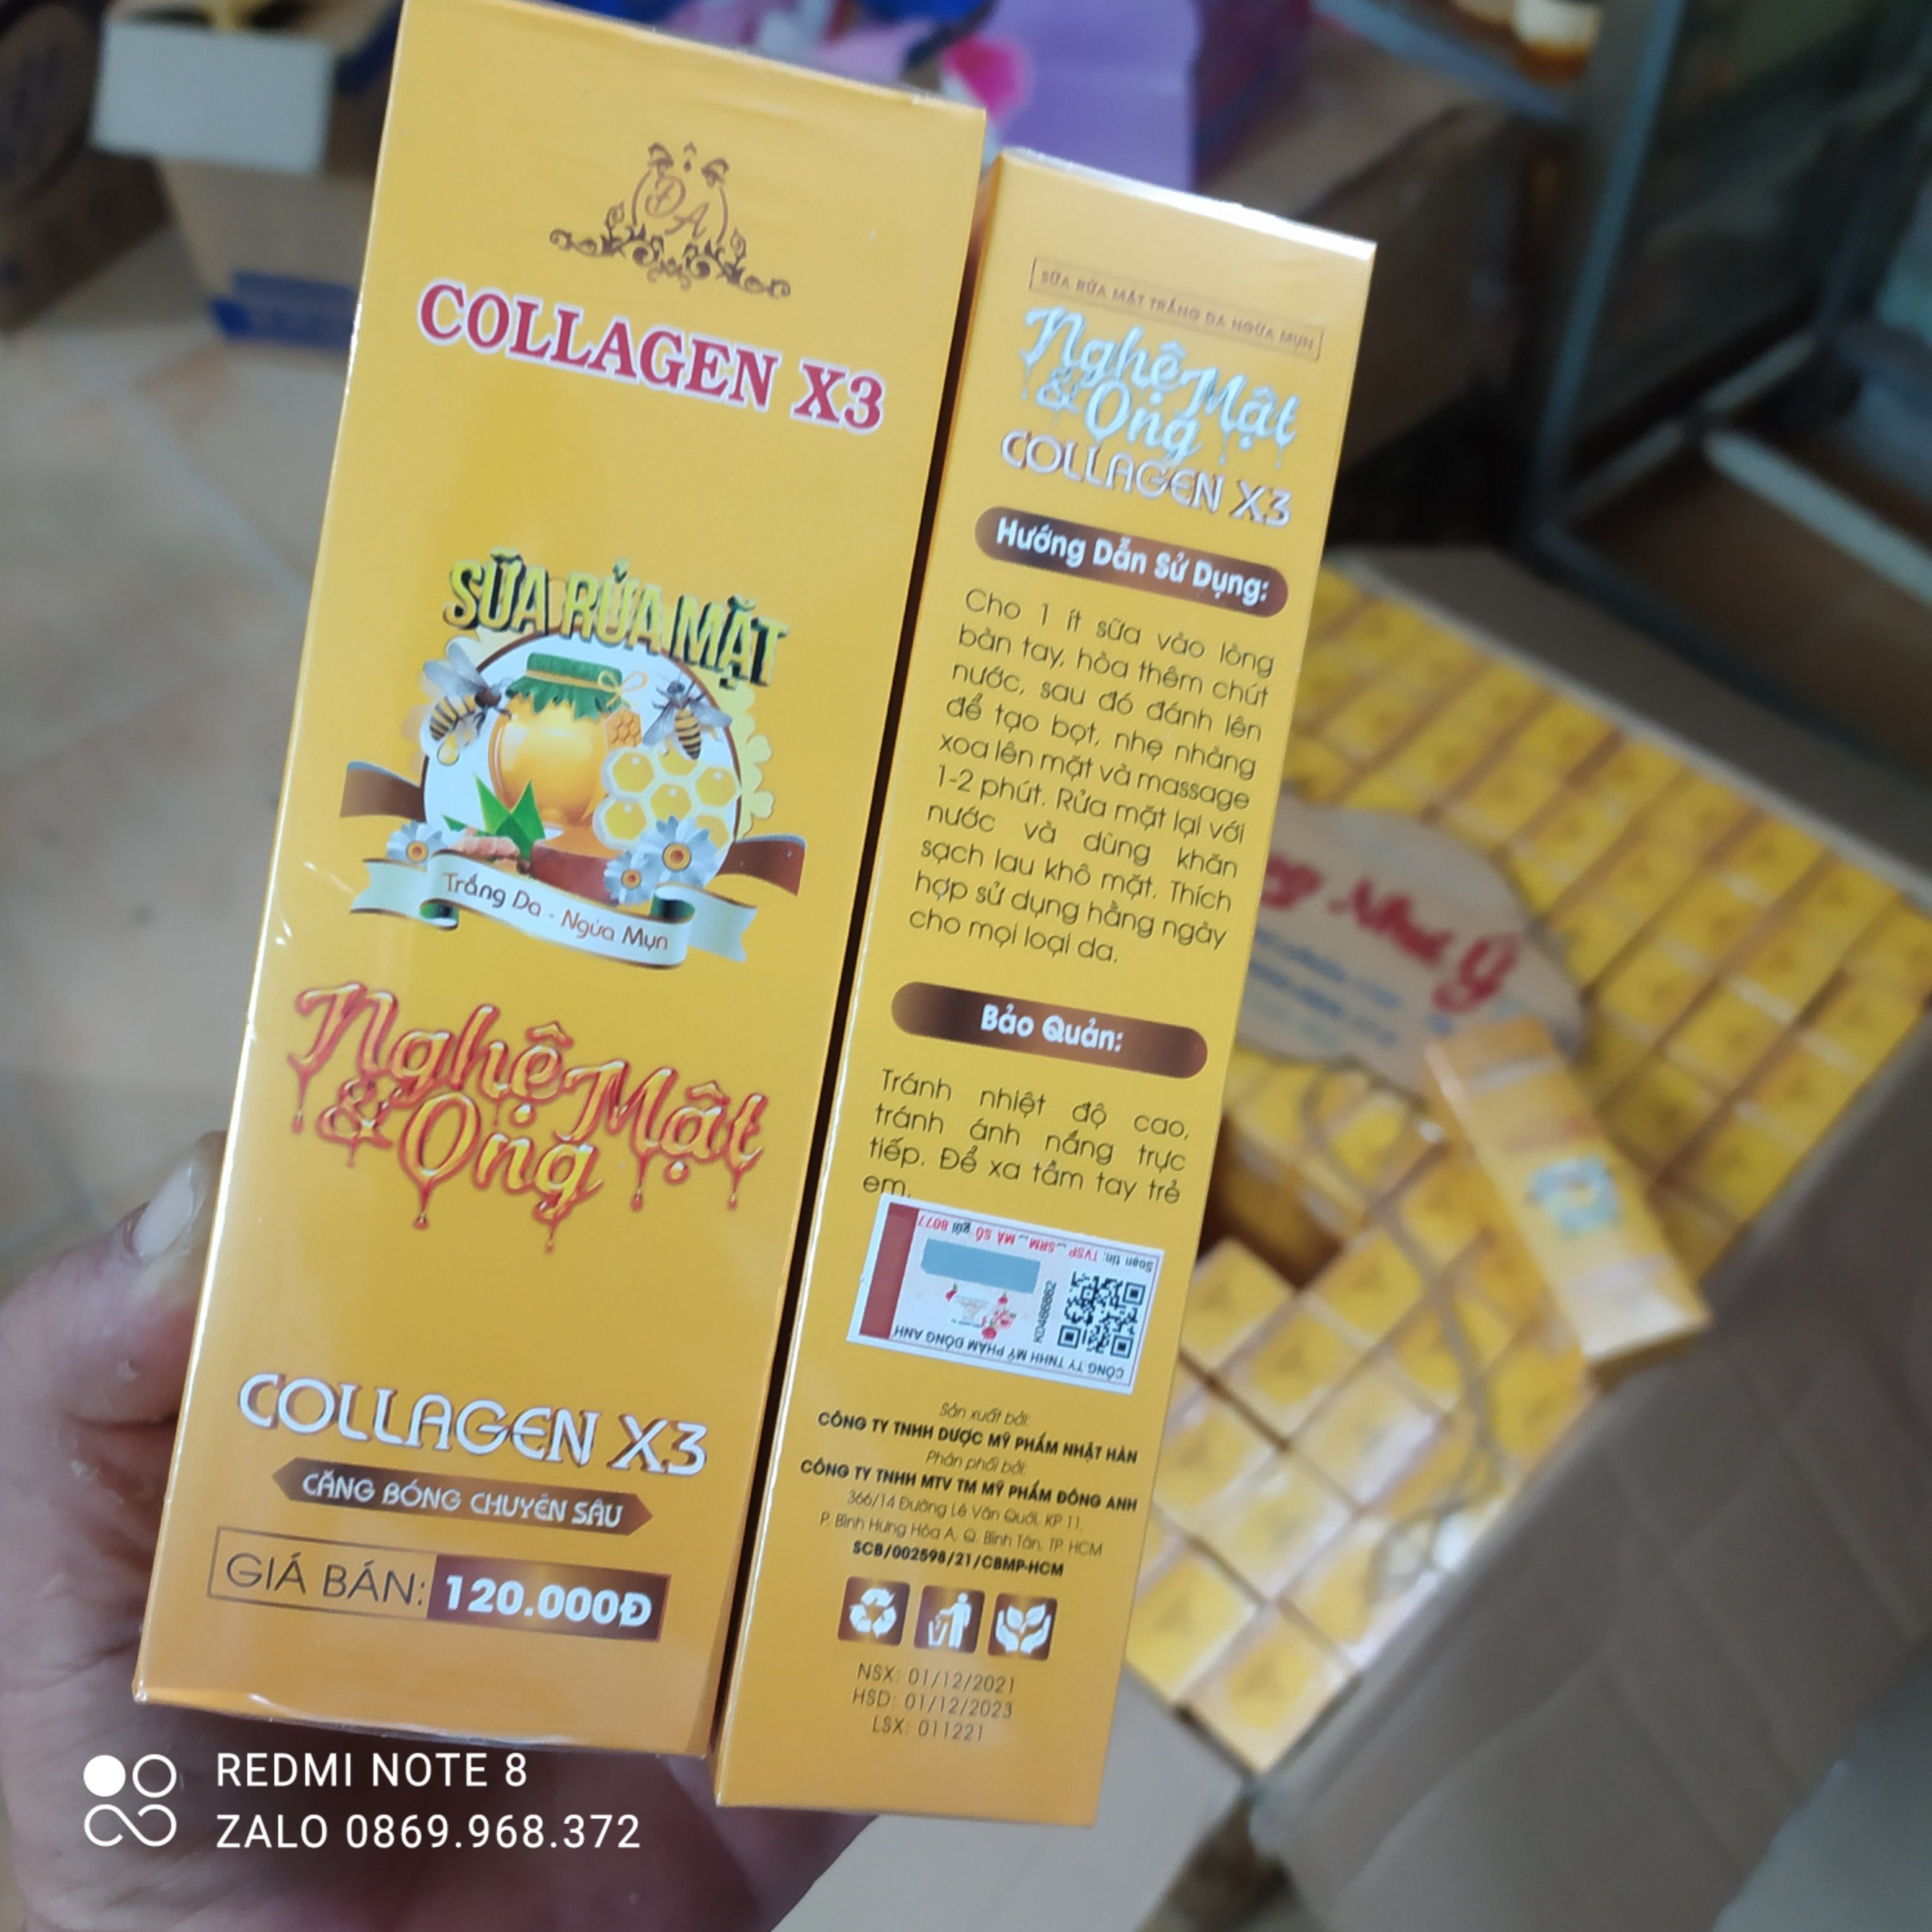 ĐA
COLLAGEN X3
SỮA RỬA MẶT
Trắng Da - Ngừa Mụn
Nghệ Mật
& Ong
COLLAGEN X3
CĂNG BÓNG CHUYÊN SÂU
GIÁ BÁN: 120.000Đ
SỮA RỬA MẶT TRẮNG DA NGỪA MỤN
Nghệ Mật
& Ong
COLLAGEN X3
Hướng Dẫn Sử Dụng:
Cho 1 ít sữa vào lòng
bàn tay, hòa thêm chút
nước, sau đó đánh lên
để tạo bọt, nhẹ nhàng
xoa lên mặt và massage
1-2 phút. Rửa mặt lại với
nước và dùng khăn
sạch lau khô mặt. Thích
hợp sử dụng hằng ngày
cho mọi loại da.
Bảo Quản:
Tránh nhiệt độ cao,
tránh ánh nắng trực
tiếp. Để xa tầm tay trẻ
em.
CÔNG TY TNHH MỸ PHẨM ĐÔNG ANH
K0486862
Soạn tin: TVSP_SRM_MÃ SỐ gửi 8077
Sản xuất bởi:
CÔNG TY TNHH DƯỢC MỸ PHẨM NHẬT HÀN
Phân phối bởi:
CÔNG TY TNHH MTV TM MỸ PHẨM ĐÔNG ANH
366/14 Đường Lê Văn Quới, KP 11,
P. Bình Hưng Hòa A, Q. Bình Tân, TP. HCM
SCB/002598/21/CBMP-HCM
NSX: 01/12/2021
HSD: 01/12/2023
LSX: 011221
Như Ý
REDMI NOTE 8
ZALO 0869.968.372